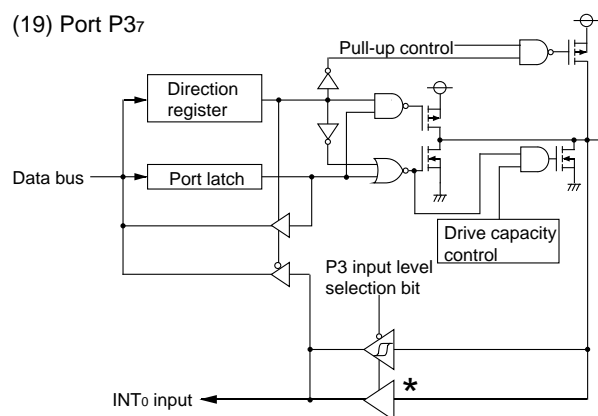 (19) Port P37
Pull-up control
Direction
register
Data bus
Port latch
Drive capacity
control
P3 input level
selection bit
*
INT0 input